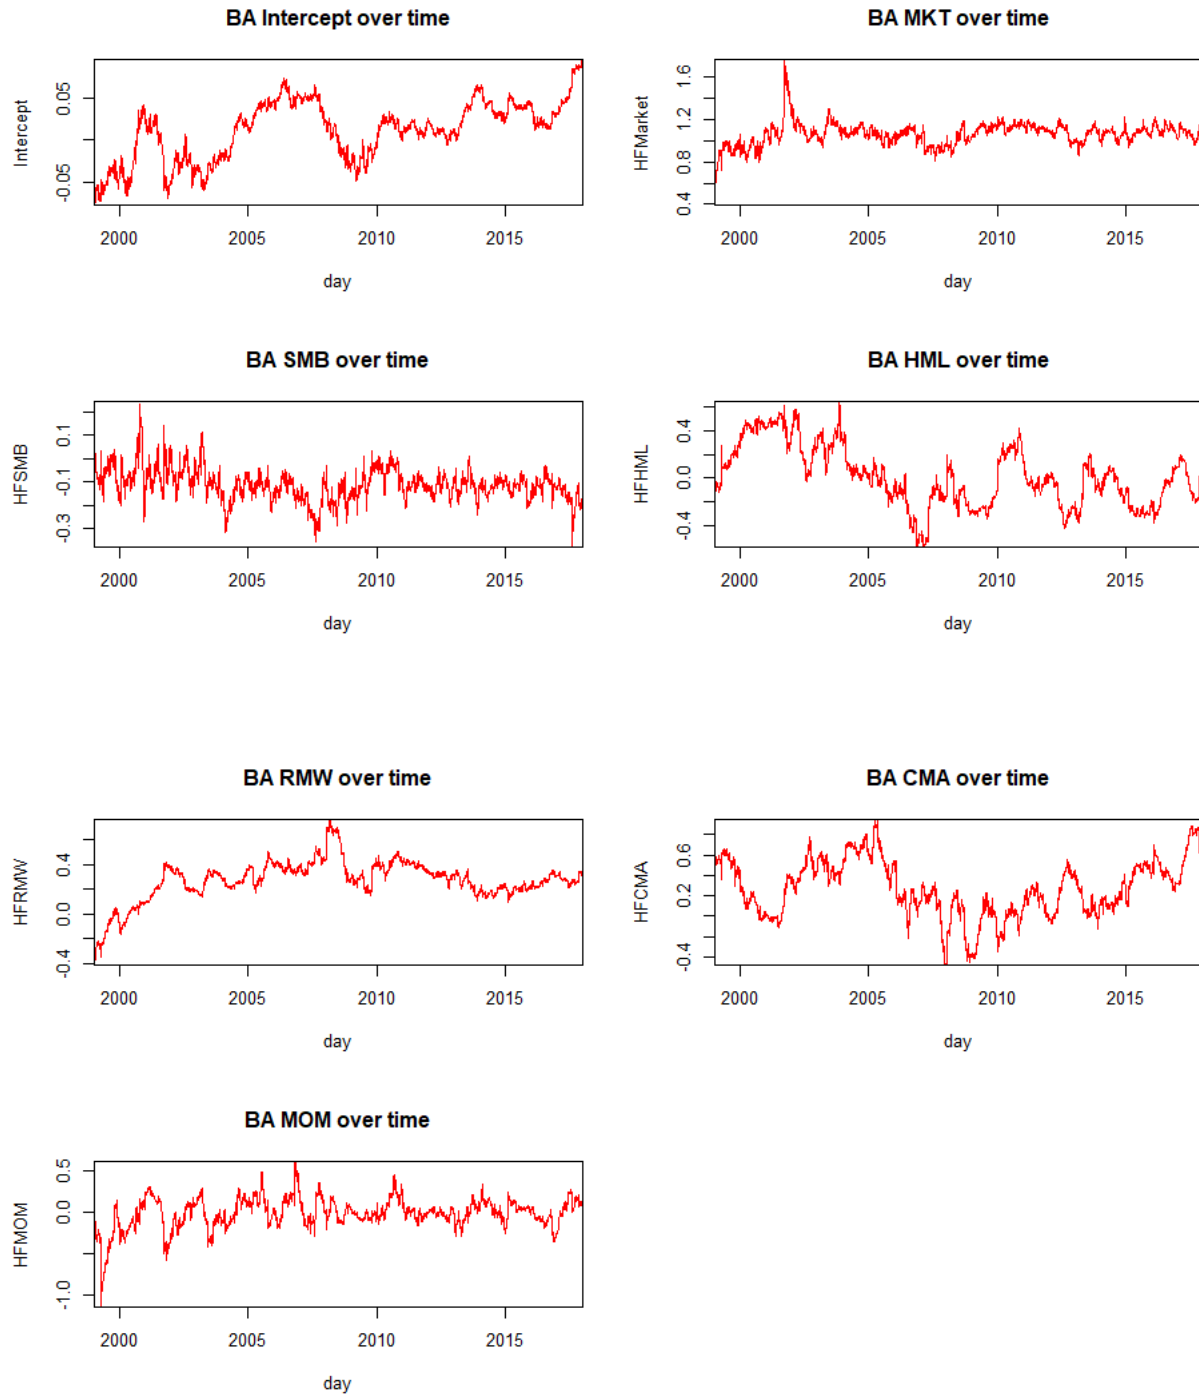 BA Intercept over time
Intercept
-0.05 0.05
2000 2005 2010 2015
day
BA MKT over time
HFMarket
0.4 0.8 1.2 1.6
2000 2005 2010 2015
day
BA SMB over time
HFSMB
-0.3 -0.1 0.1
2000 2005 2010 2015
day
BA HML over time
HFHML
-0.4 0.0 0.4
2000 2005 2010 2015
day
BA RMW over time
HFRMW
-0.4 0.0 0.4
2000 2005 2010 2015
day
BA CMA over time
HFCMA
-0.4 0.2 0.6
2000 2005 2010 2015
day
BA MOM over time
HFMOM
-1.0 0.0 0.5
2000 2005 2010 2015
day